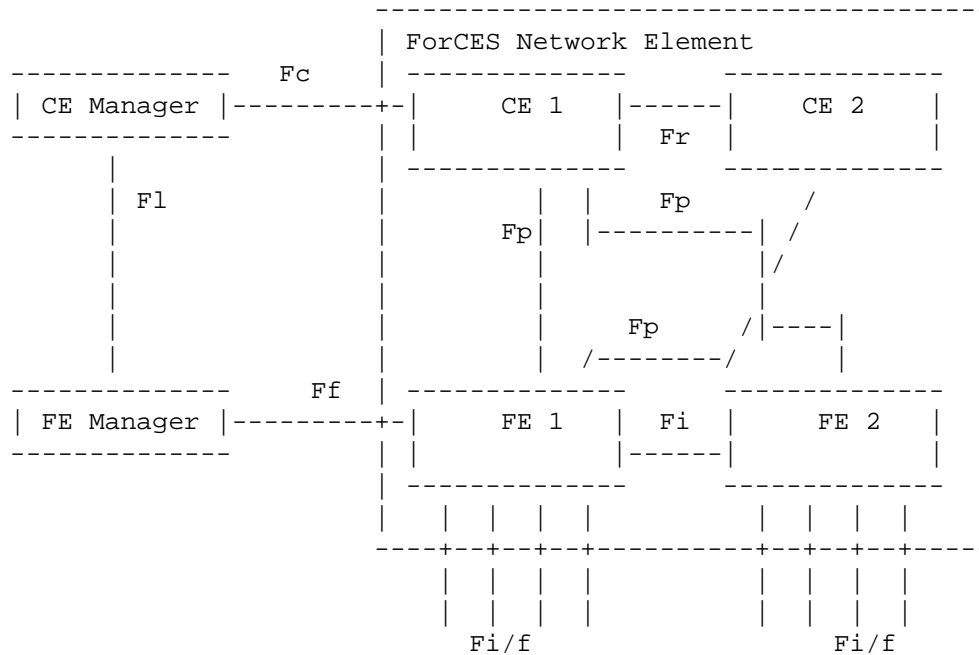 ForCES Network Element
Fc
CE Manager
CE 1
CE 2
Fr
Fl
Fp
Fp
Fp
Ff
FE Manager
FE 1
Fi
FE 2
Fi/f
Fi/f